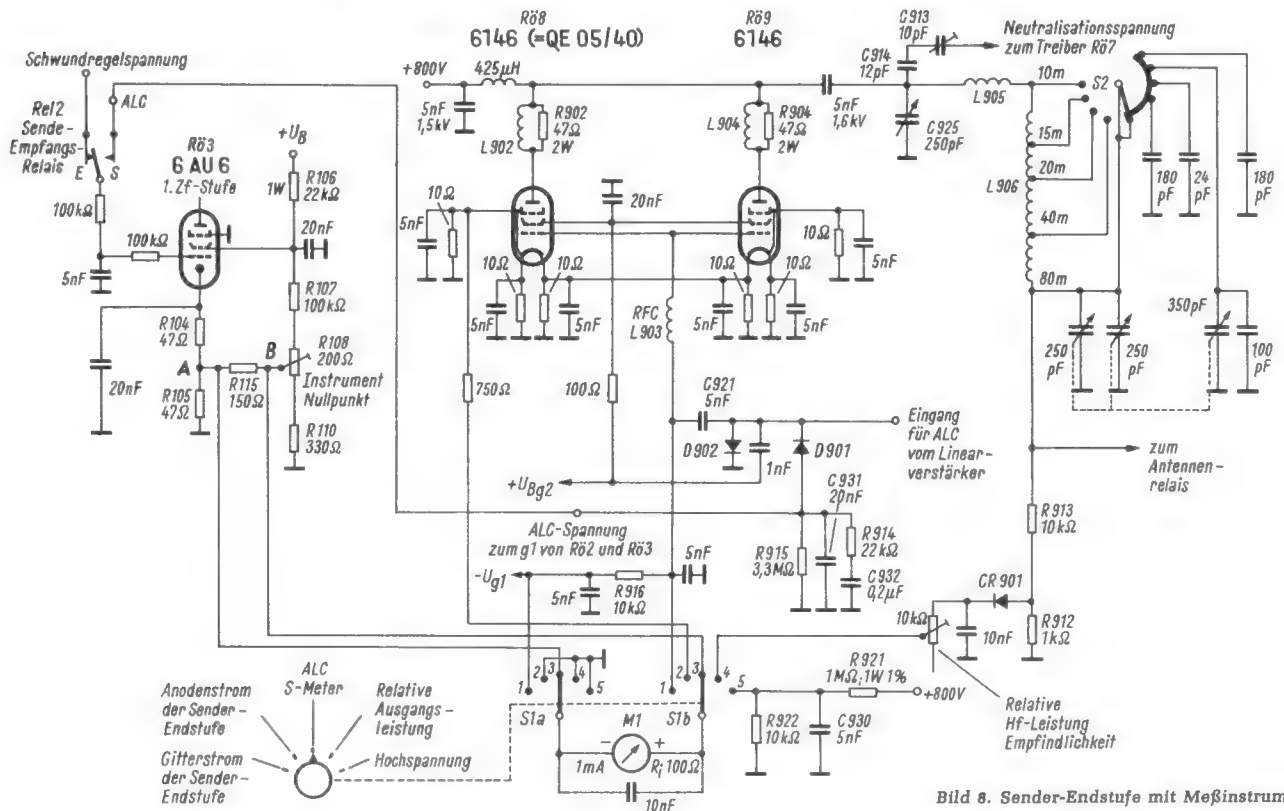 Schwundregelspannung
ALC
Rel2
Sende-
Empfangs-
Relais
E
S
Rö3
6 AU 6
1. Zf-Stufe
100kΩ
100kΩ
5nF
+UB
1W
R106
22kΩ
20nF
R107
100kΩ
R104
47Ω
A
R105
47Ω
20nF
R115
150Ω
B
R108
200Ω
Instrument
Nullpunkt
R110
330Ω
Rö8
6146 (=QE 05/40)
Rö9
6146
+800V
425µH
5nF
1,5kV
R902
47Ω
2W
L902
L904
R904
47Ω
2W
5nF
1,6kV
C913
10pF
C914
12pF
Neutralisationsspannung
zum Treiber Rö7
C925
250pF
L905
10m
S2
15m
20m
L906
40m
80m
180
pF
24
pF
180
pF
350pF
250
pF
250
pF
100
pF
5nF
10Ω
20nF
10Ω
5nF
10Ω
10Ω
10Ω
10Ω
5nF
5nF
5nF
5nF
RFC
L903
750Ω
100Ω
C921
5nF
D902
1nF
D901
Eingang
für ALC
vom Linear-
verstärker
+UBg2
C931
20nF
ALC-Spannung
zum g1 von Rö2 und Rö3
R915
3,3MΩ
R914
22kΩ
C932
0,2µF
zum
Antennen-
relais
R913
10kΩ
CR 901
R912
1kΩ
10kΩ
10nF
Relative
Hf-Leistung
Empfindlichkeit
-Ug1
5nF
R916
10kΩ
5nF
1
2
3
4
5
S1a
M1
-
+
1mA
Ri 100Ω
10nF
S1b
1
2
3
4
5
R921
1MΩ; 1W 1%
+800V
R922
10kΩ
C930
5nF
ALC
S-Meter
Anodenstrom
der Sender-
Endstufe
Relative
Ausgangs-
leistung
Gitterstrom
der Sender-
Endstufe
Hochspannung
Bild 8. Sender-Endstufe mit Meßinstrum